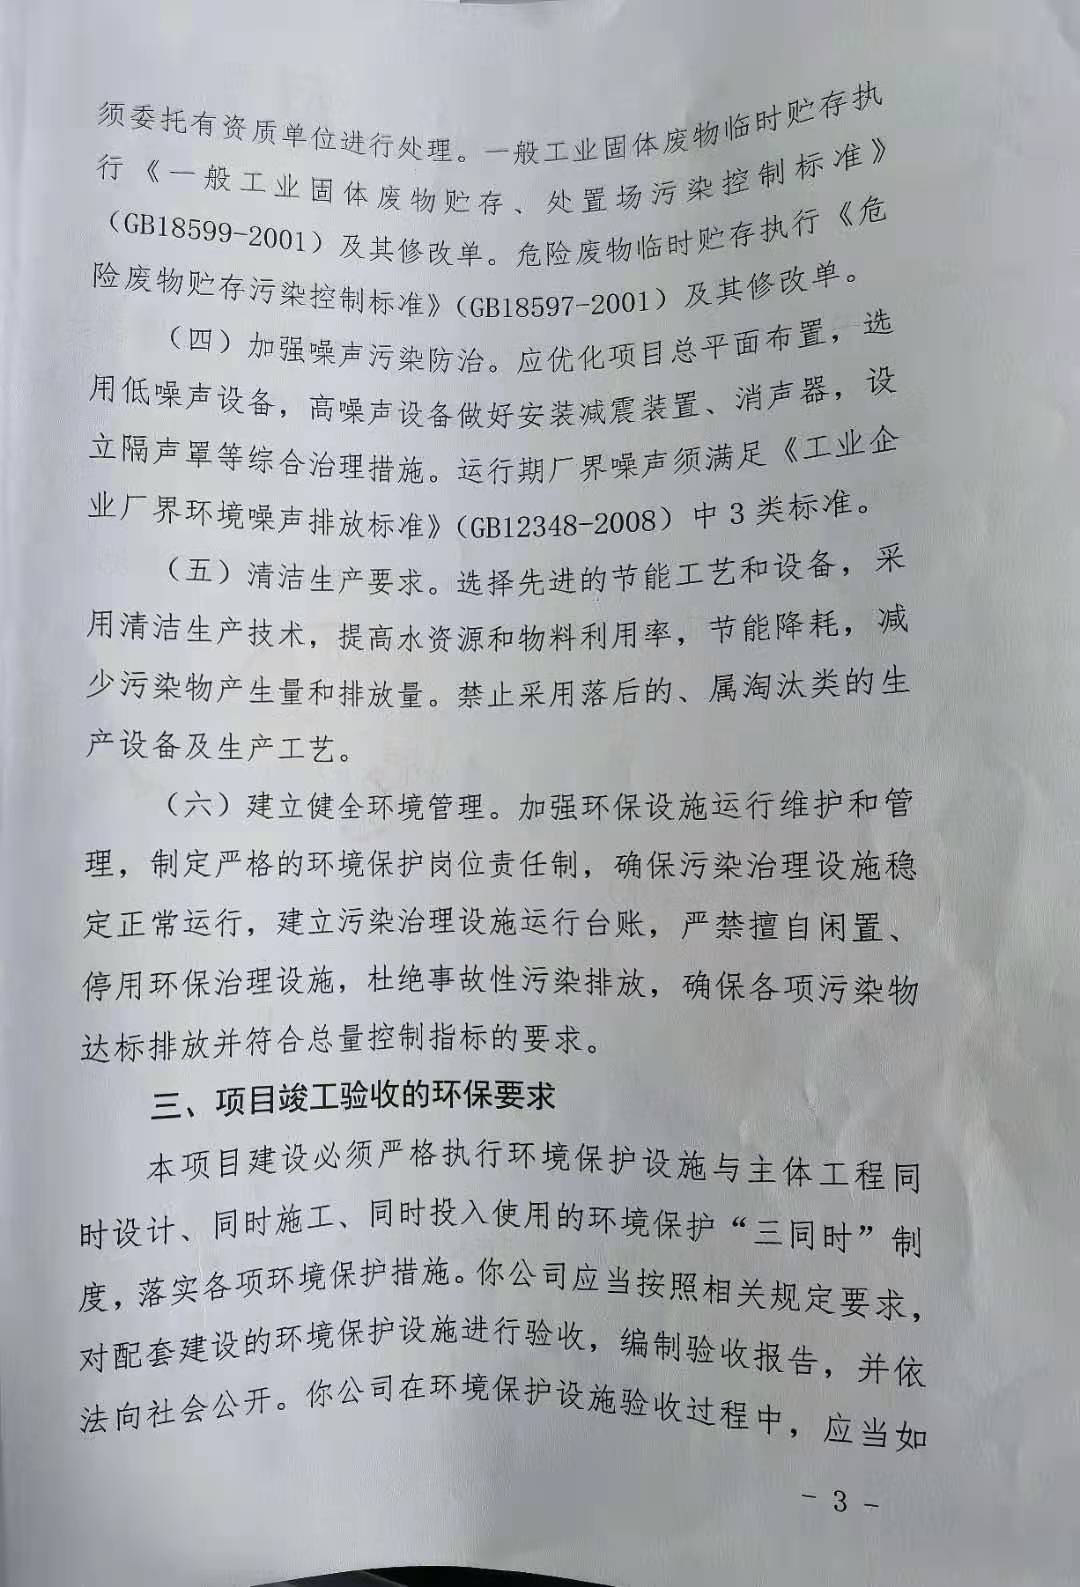 须委托有资质单位进行处理。一般工业固体废物临时贮存执
行《一般工业固体废物贮存、处置场污染控制标准》
（GB18599-2001）及其修改单。危险废物临时贮存执行《危
险废物贮存污染控制标准》（GB18597-2001）及其修改单。
（四）加强噪声污染防治。应优化项目总平面布置，选
用低噪声设备，高噪声设备做好安装减震装置、消声器，设
立隔声罩等综合治理措施。运行期厂界噪声须满足《工业企
业厂界环境噪声排放标准》（GB12348-2008）中 3 类标准。
（五）清洁生产要求。选择先进的节能工艺和设备，采
用清洁生产技术，提高水资源和物料利用率，节能降耗，减
少污染物产生量和排放量。禁止采用落后的、属淘汰类的生
产设备及生产工艺。
（六）建立健全环境管理。加强环保设施运行维护和管
理，制定严格的环境保护岗位责任制，确保污染治理设施稳
定正常运行，建立污染治理设施运行台账，严禁擅自闲置、
停用环保治理设施，杜绝事故性污染排放，确保各项污染物
达标排放并符合总量控制指标的要求。
三、项目竣工验收的环保要求
本项目建设必须严格执行环境保护设施与主体工程同
时设计、同时施工、同时投入使用的环境保护“三同时”制
度，落实各项环境保护措施。你公司应当按照相关规定要求，
对配套建设的环境保护设施进行验收，编制验收报告，并依
法向社会公开。你公司在环境保护设施验收过程中，应当如
- 3 -